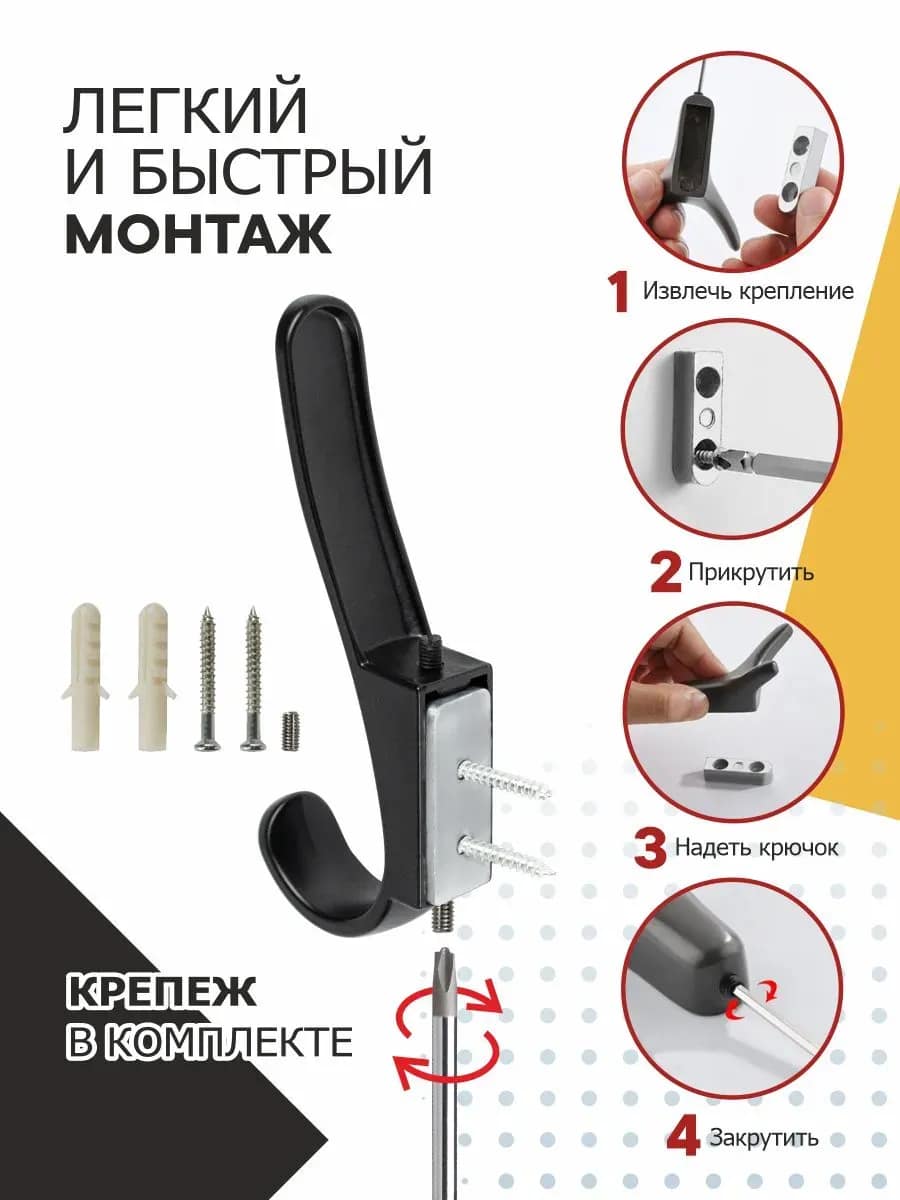 ЛЕГКИЙ
И БЫСТРЫЙ
МОНТАЖ
1 Извлечь крепление
2 Прикрутить
3 Надеть крючок
4 Закрутить
КРЕПЕЖ
В КОМПЛЕКТЕ